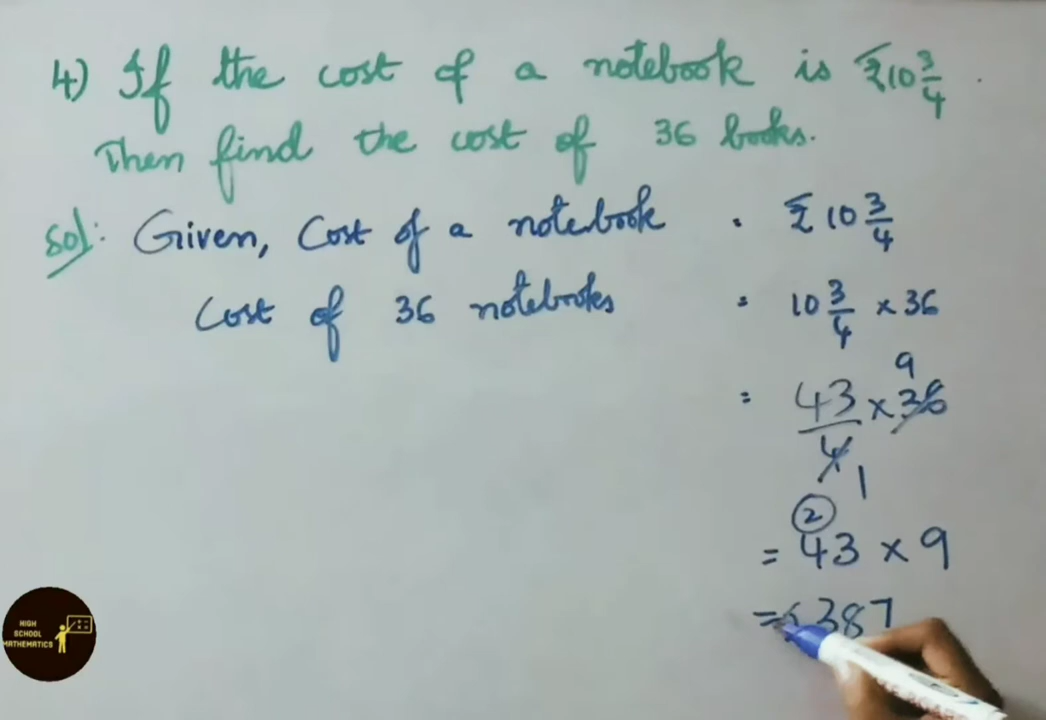 4) If the cost of a notebook is ₹10 3/4.
Then find the cost of 36 books.
Sol: Given, Cost of a notebook = ₹10 3/4
Cost of 36 notebooks = 10 3/4 × 36
9
= 43/4 × 36
1
2
= 43 × 9
= ₹387
HIGH
SCHOOL
MATHEMATICS